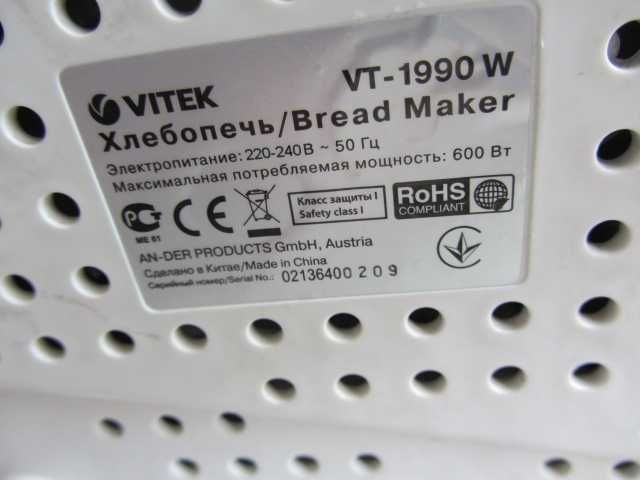 VITEK
VT-1990 W
Хлебопечь/Bread Maker
Электропитание: 220-240В ~ 50 Гц
Максимальная потребляемая мощность: 600 Вт
Класс защиты I
Safety class I
RoHS
COMPLIANT
ME 61
AN-DER PRODUCTS GmbH, Austria
Сделано в Китае/Made in China
Серийный номер/Serial No.: 02136400 2 0 9